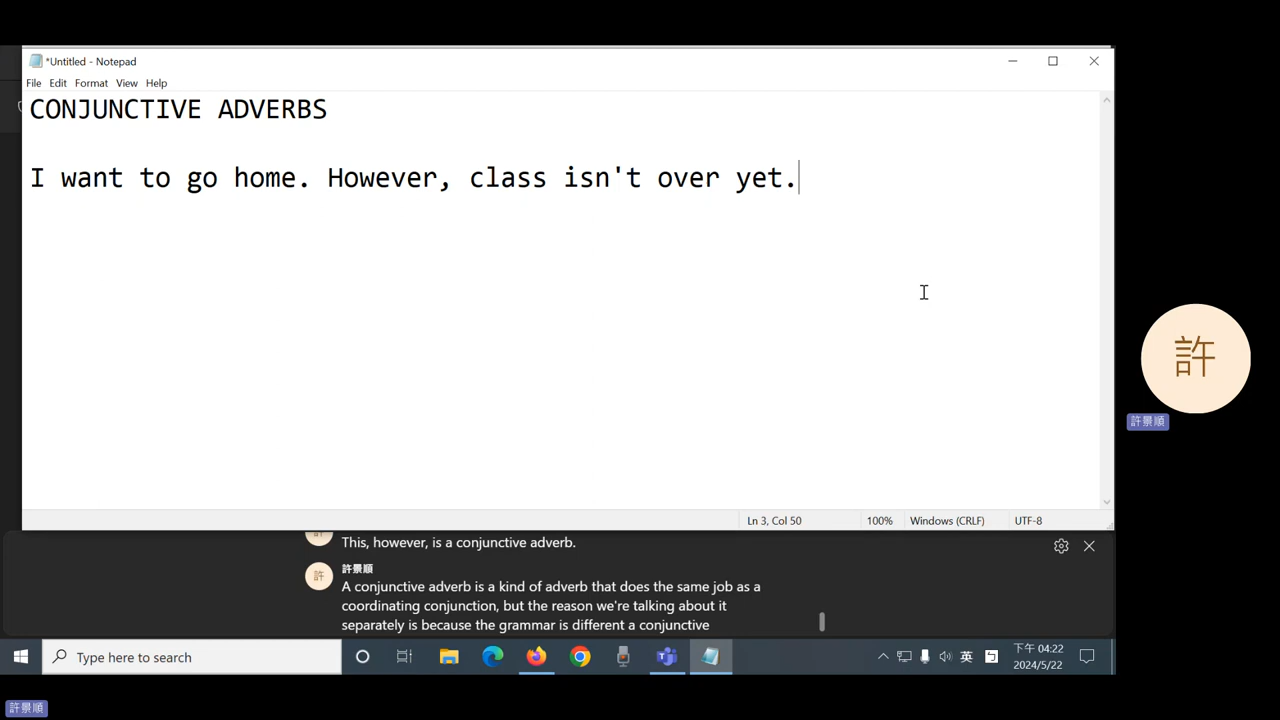 *Untitled - Notepad
File Edit Format View Help
CONJUNCTIVE ADVERBS
I want to go home. However, class isn't over yet.
許
許景順
Ln 3, Col 50 100% Windows (CRLF) UTF-8
This, however, is a conjunctive adverb.
許景順
許
A conjunctive adverb is a kind of adverb that does the same job as a
coordinating conjunction, but the reason we're talking about it
separately is because the grammar is different a conjunctive
Type here to search
英
下午 04:22
2024/5/22
許景順